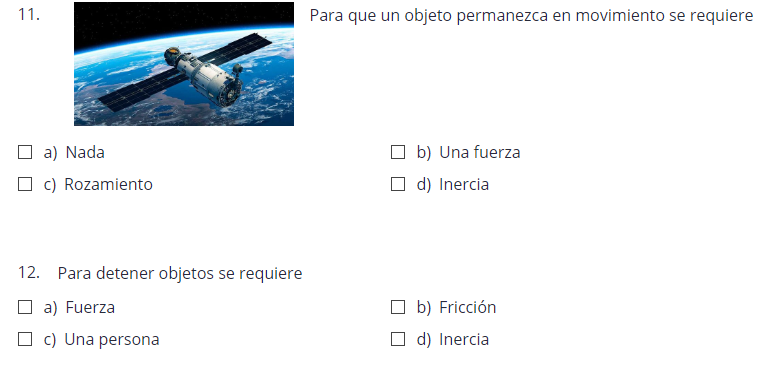 11. Para que un objeto permanezca en movimiento se requiere
a) Nada b) Una fuerza
c) Rozamiento d) Inercia
12. Para detener objetos se requiere
a) Fuerza b) Fricción
c) Una persona d) Inercia